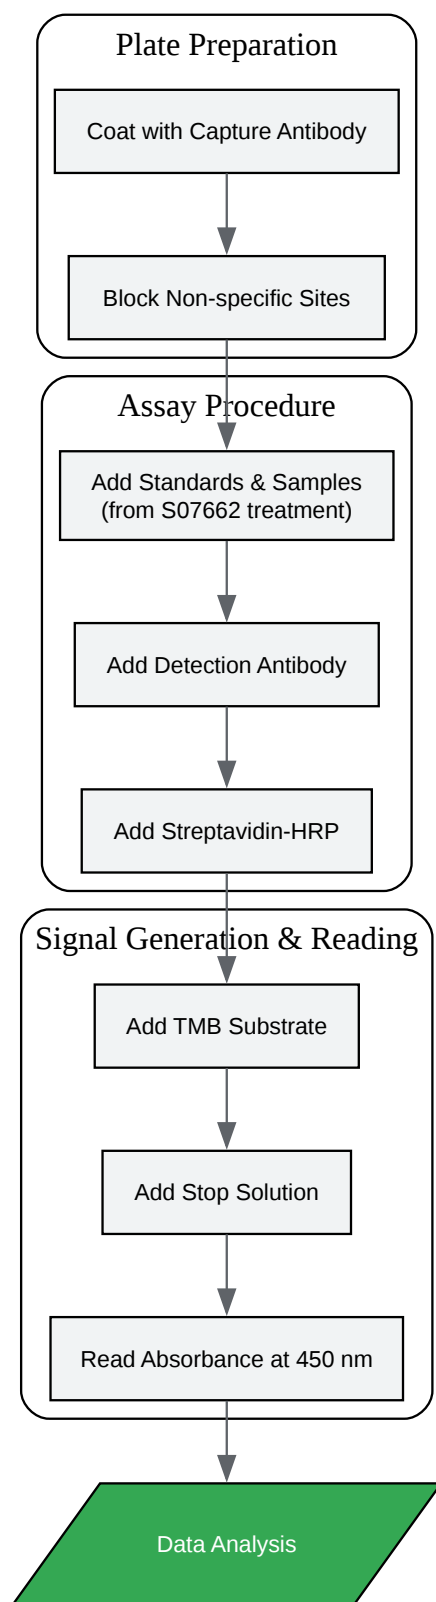 Plate Preparation
Coat with Capture Antibody
Block Non-specific Sites
Assay Procedure
Add Standards & Samples
(from S07662 treatment)
Add Detection Antibody
Add Streptavidin-HRP
Signal Generation & Reading
Add TMB Substrate
Add Stop Solution
Read Absorbance at 450 nm
Data Analysis